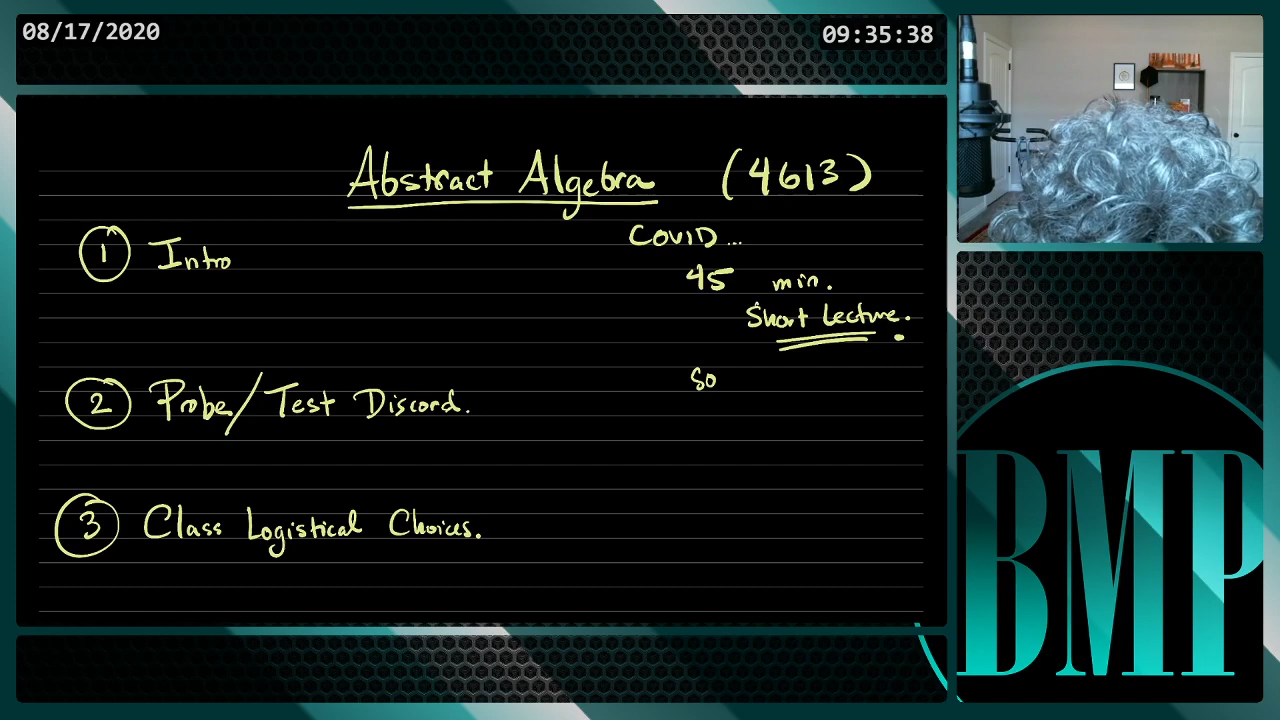 08/17/2020
09:35:38
Abstract Algebra (4613)
COVID...
1 Intro
45 min.
Short Lecture.
So
2 Probe/Test Discord.
3 Class Logistical Choices.
BMP